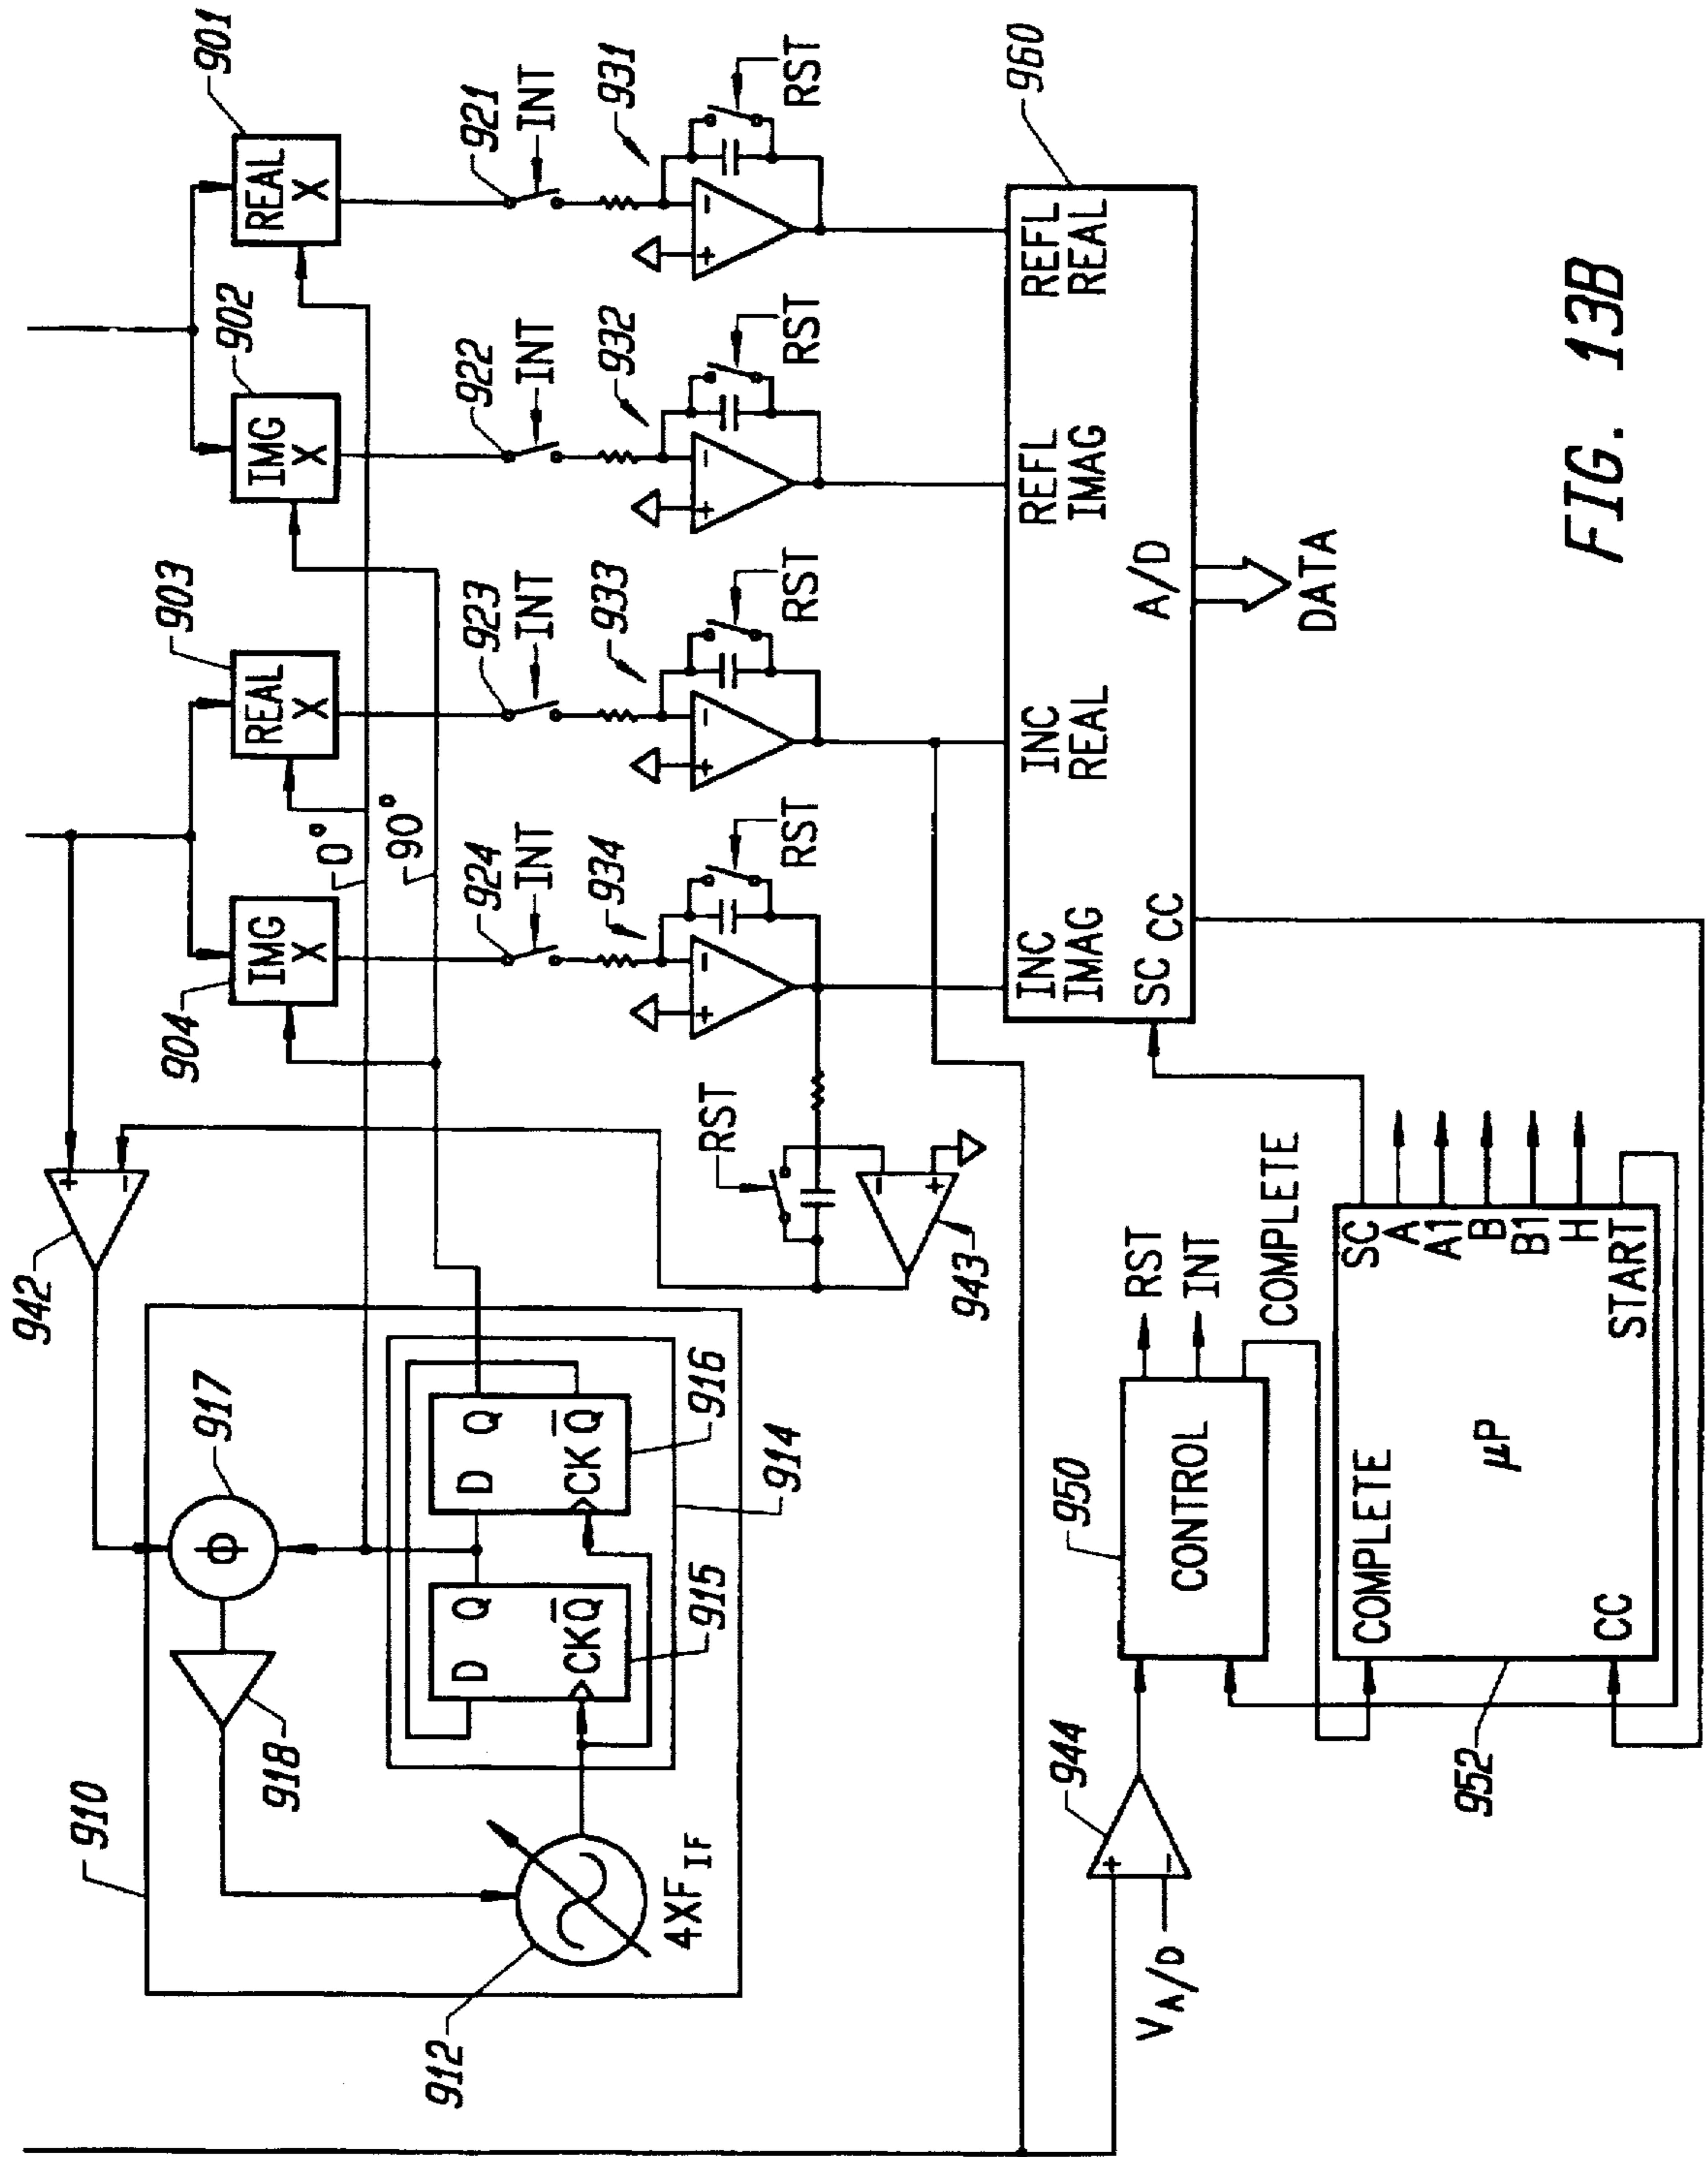 901
REAL
X
902
IMG
X
903
REAL
X
904
IMG
X
0°
90°
921
INT
922
INT
923
INT
924
INT
931
RST
932
RST
933
RST
934
RST
- +
- +
- +
- +
960
REFL
REAL
REFL
IMAG
INC
REAL
INC
IMAG
A/D
SC CC
DATA
942
+ -
RST
- +
943
910
917
ϕ
918
912
4XF IF
914
915
D Q
CK Q̅
916
D Q
CK Q̅
944
+ -
V A/D
950
CONTROL
RST
INT
COMPLETE
952
COMPLETE
CC
μP
SC
A
A1
B
B1
H
START
FIG. 13B